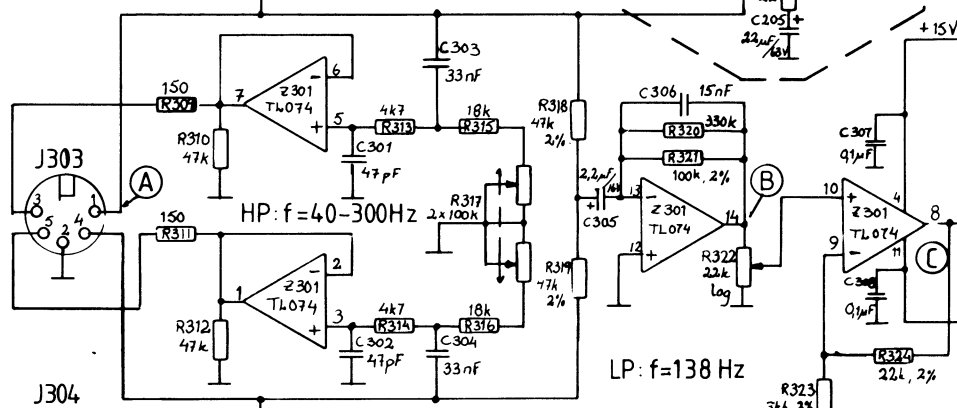 C205
+
22µF
/63V
+15V
C303
33nF
6
7
Z301
TL074
5
150
R309
R310
47k
4k7
R313
18k
R315
C301
47pF
R318
47k
2%
C306
15nF
330k
R320
R321
100k, 2%
C307
0,1µF
J303
3
1
5
4
2
A
HP: f=40-300Hz
R317
2x100k
2,2µF
/16V
+
C305
13
12
Z301
TL074
14
B
10
9
Z301
TL074
4
8
11
C
150
R311
R322
22k
log
R319
47k
2%
2
1
Z301
TL074
3
R312
47k
4k7
R314
18k
R316
C302
47pF
C304
33nF
0,1µF
LP: f=138 Hz
R324
22k, 2%
R323
J304